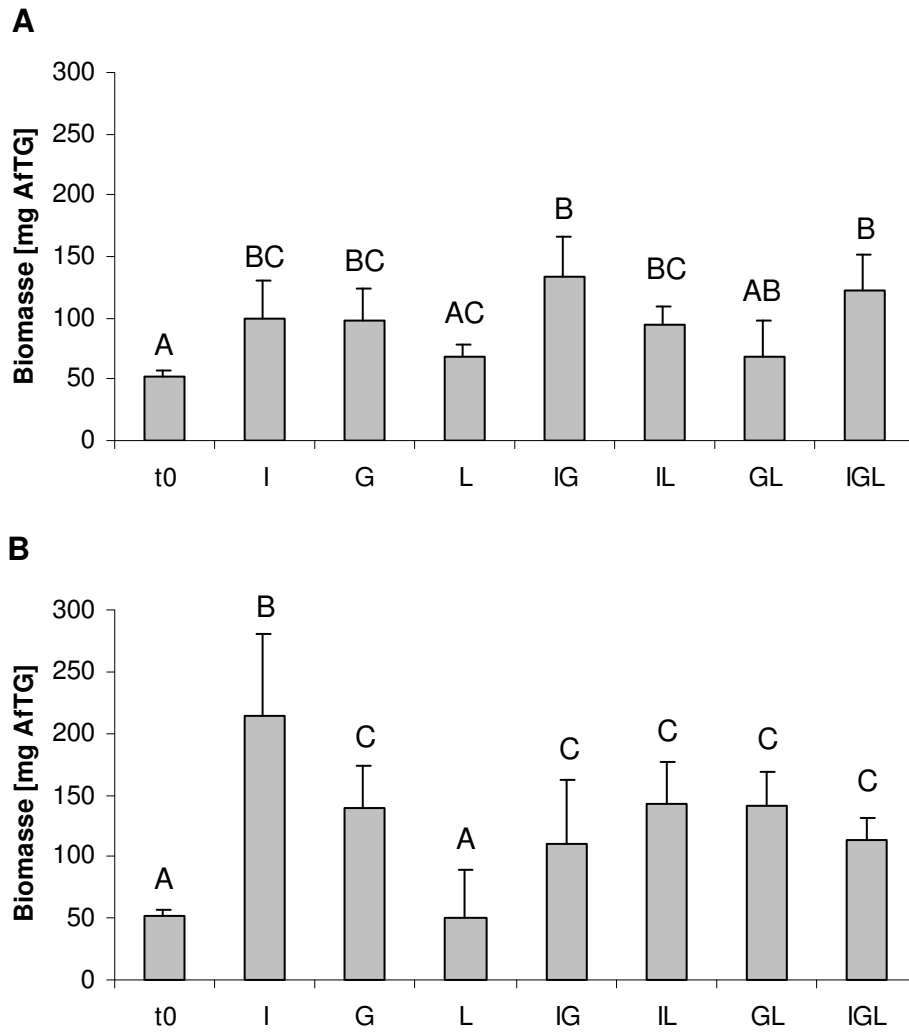 A
300
250
200
150
100
50
0
Biomasse [mg AfTG]
A
BC
BC
AC
B
BC
AB
B
t0 I G L IG IL GL IGL
B
300
250
200
150
100
50
0
Biomasse [mg AfTG]
A
B
C
A
C
C
C
C
t0 I G L IG IL GL IGL